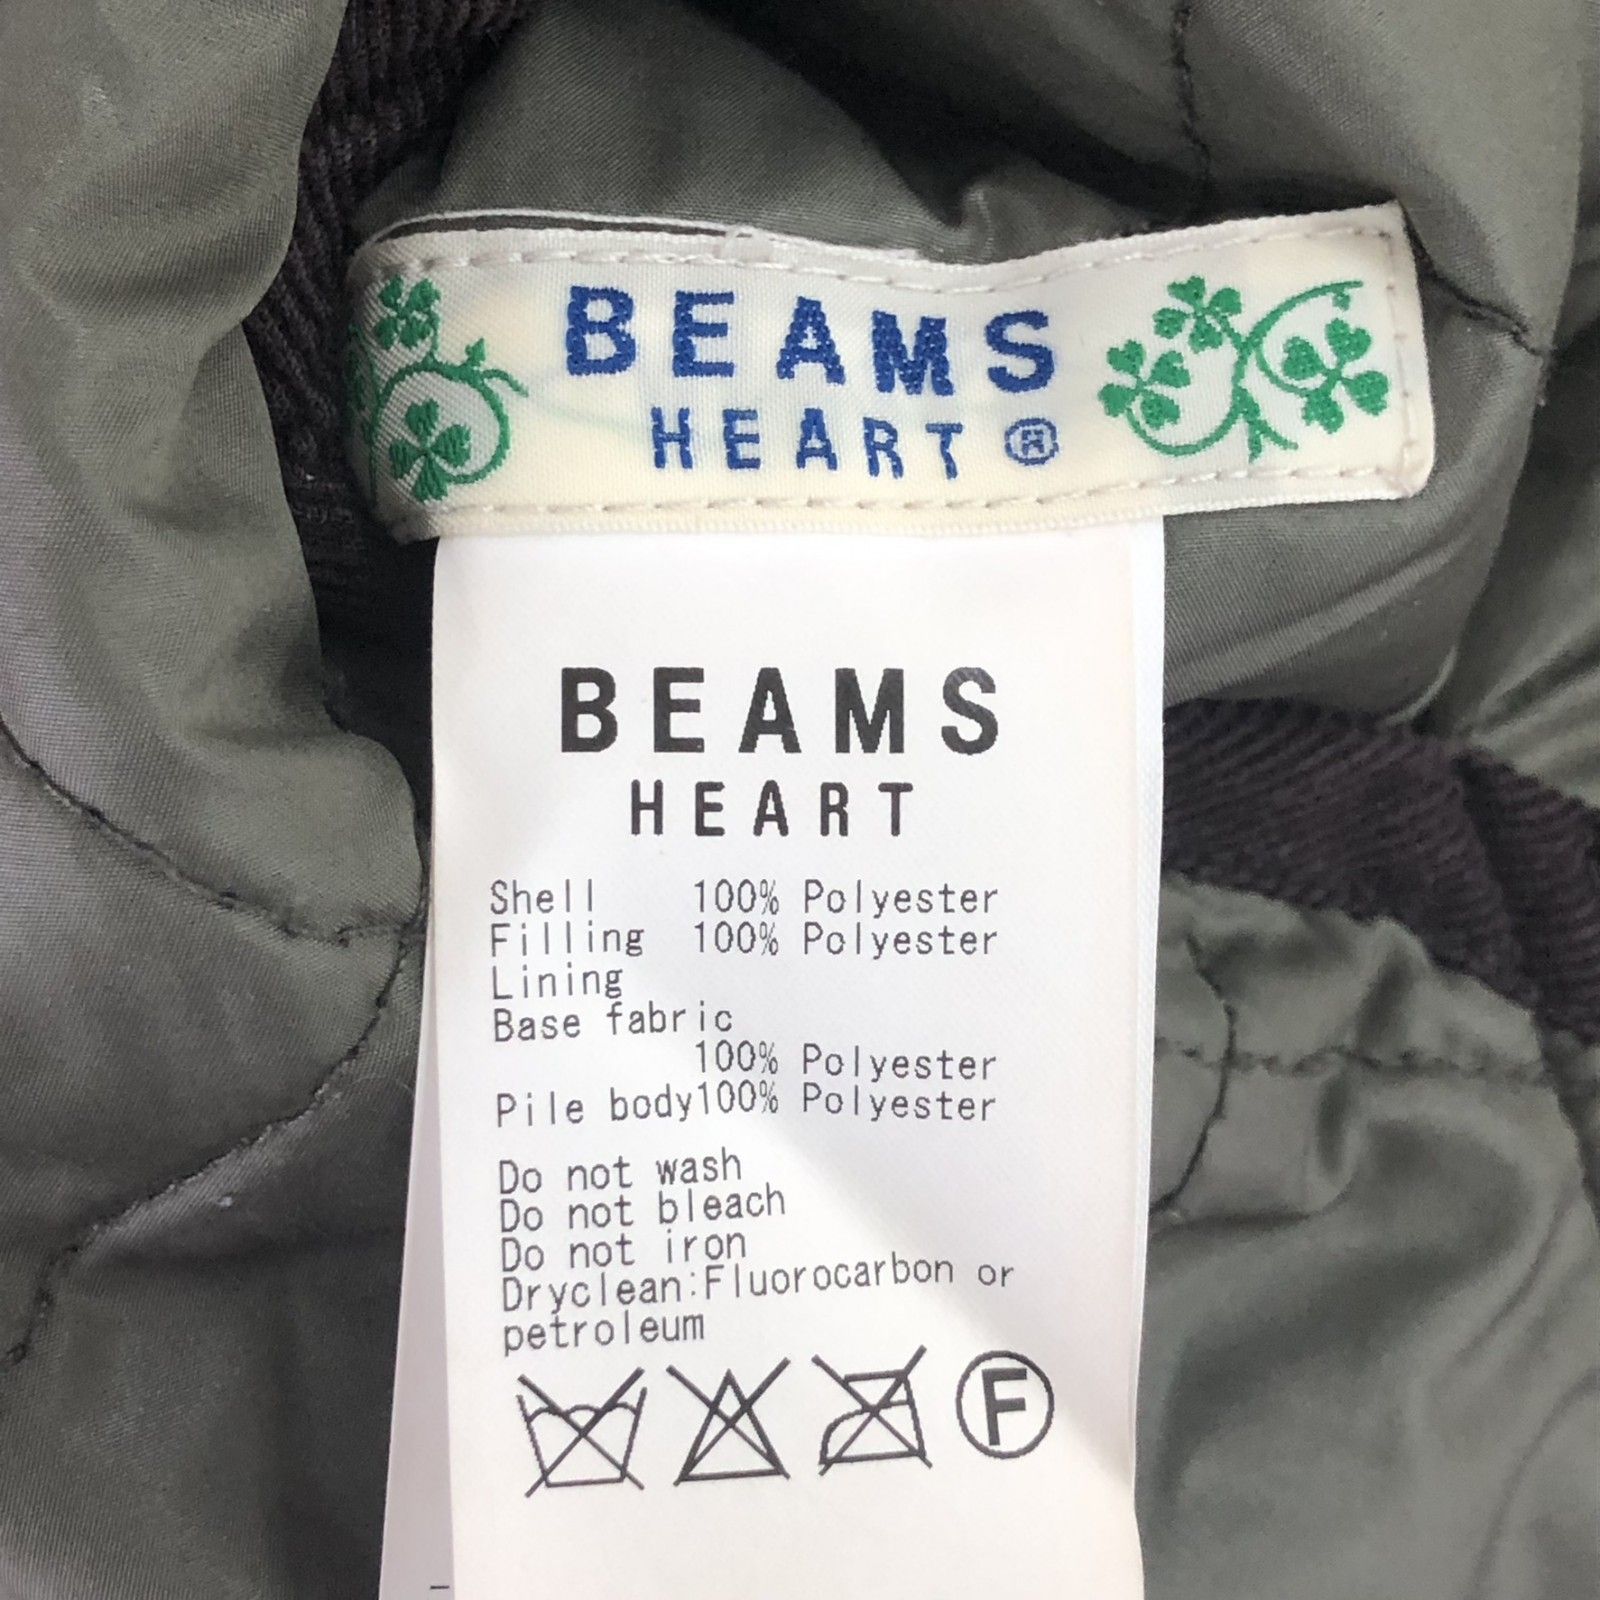 BEAMS
HEART ®
BEAMS
HEART
Shell 100% Polyester
Filling 100% Polyester
Lining
Base fabric
100% Polyester
Pile body100% Polyester
Do not wash
Do not bleach
Do not iron
Dryclean:Fluorocarbon or
petroleum
F